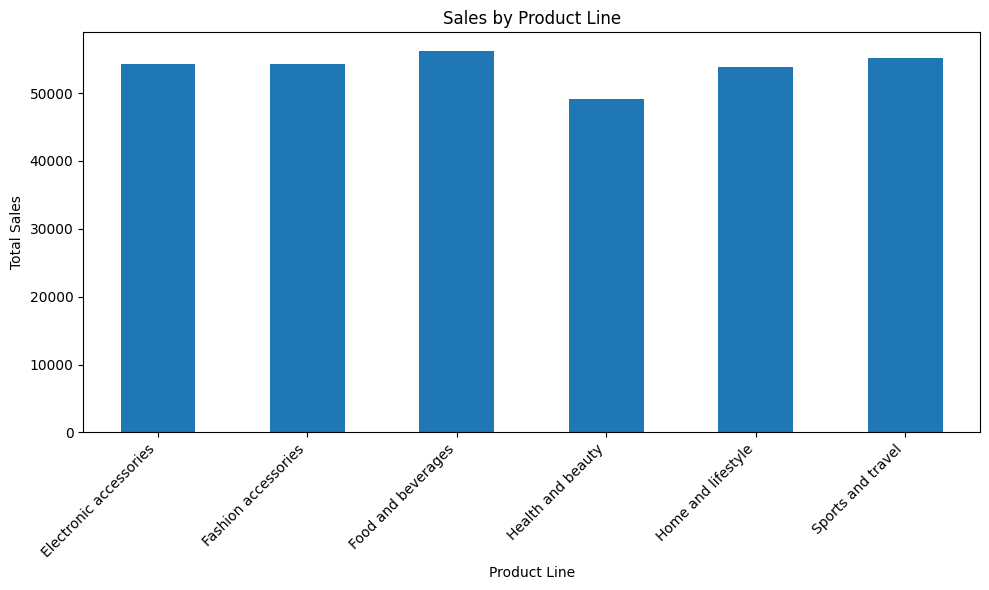 Sales by Product Line
Total Sales
50000
40000
30000
20000
10000
0
Electronic accessories
Fashion accessories
Food and beverages
Health and beauty
Home and lifestyle
Sports and travel
Product Line